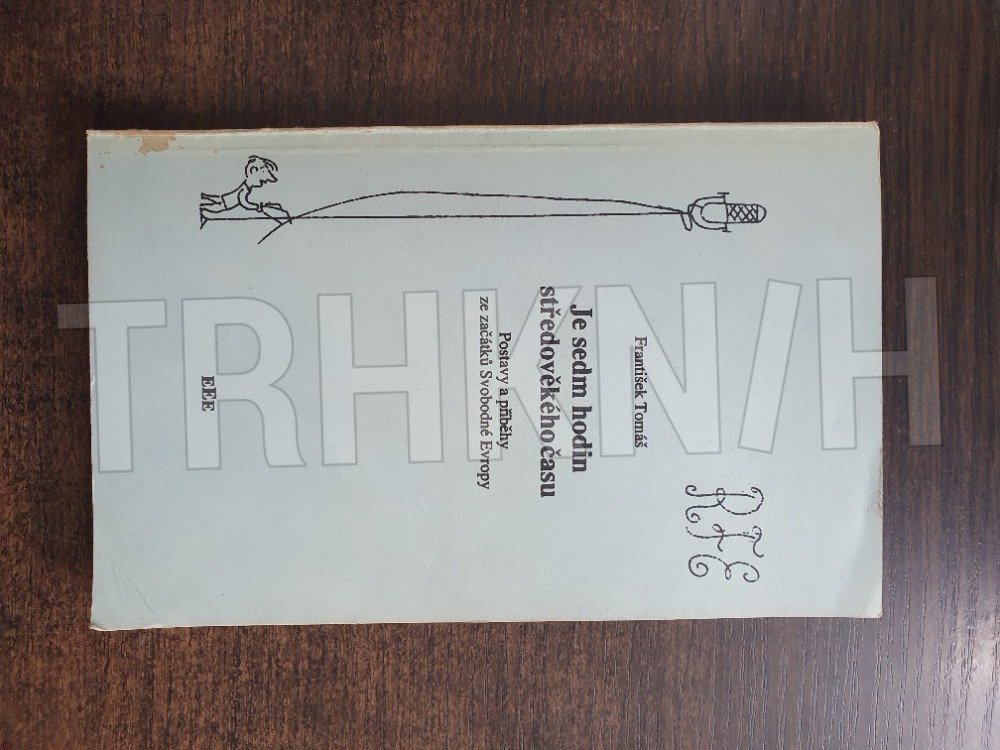 František Tomáš
Je sedm hodin
středověkého času
Postavy a příběhy
ze začátků Svobodné Evropy
EEE
RFE
TRHKNIH